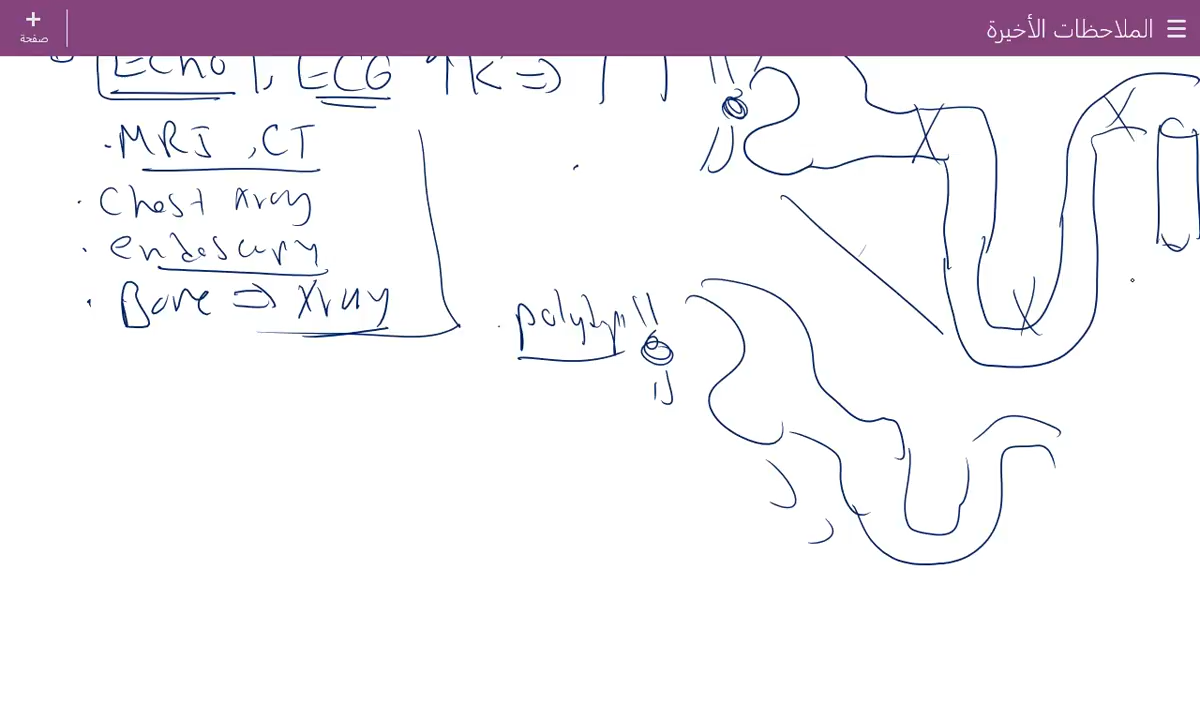 الملاحظات الأخيرة
+
صفحة
Echo, ECG ↑K ⇒
. MRI, CT
. Chest Xray
. endoscopy
. Bone ⇒ Xray